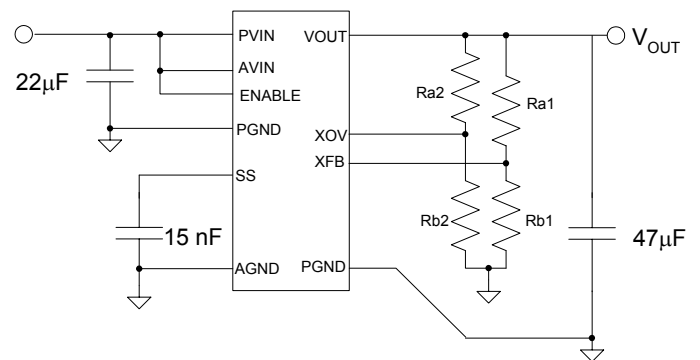 PVIN
VOUT
V_OUT
22μF
AVIN
Ra2
Ra1
ENABLE
PGND
XOV
XFB
SS
15 nF
Rb2
Rb1
47μF
AGND
PGND